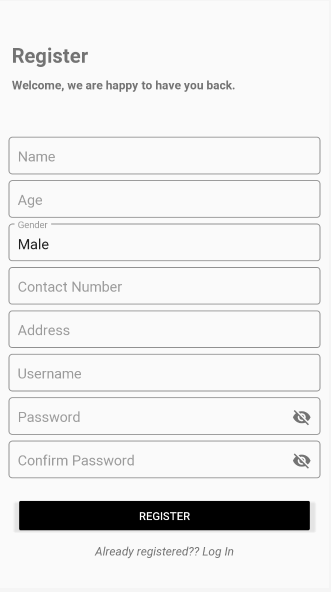 Register
Welcome, we are happy to have you back.
Name
Age
Gender
Male
Contact Number
Address
Username
Password
Confirm Password
REGISTER
Already registered?? Log In